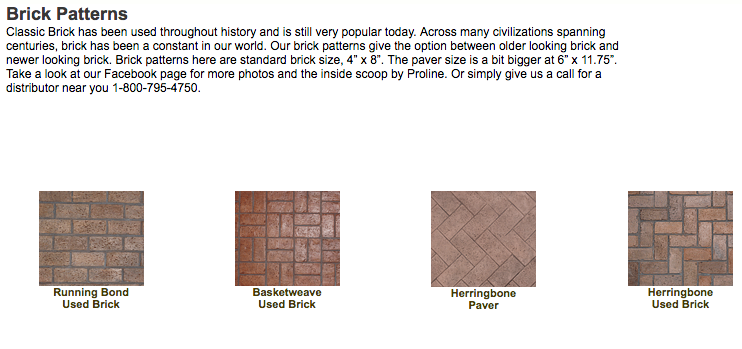 Brick Patterns
Classic Brick has been used throughout history and is still very popular today. Across many civilizations spanning
centuries, brick has been a constant in our world. Our brick patterns give the option between older looking brick and
newer looking brick. Brick patterns here are standard brick size, 4” x 8”. The paver size is a bit bigger at 6” x 11.75”.
Take a look at our Facebook page for more photos and the inside scoop by Proline. Or simply give us a call for a
distributor near you 1-800-795-4750.
Running Bond
Used Brick
Basketweave
Used Brick
Herringbone
Paver
Herringbone
Used Brick